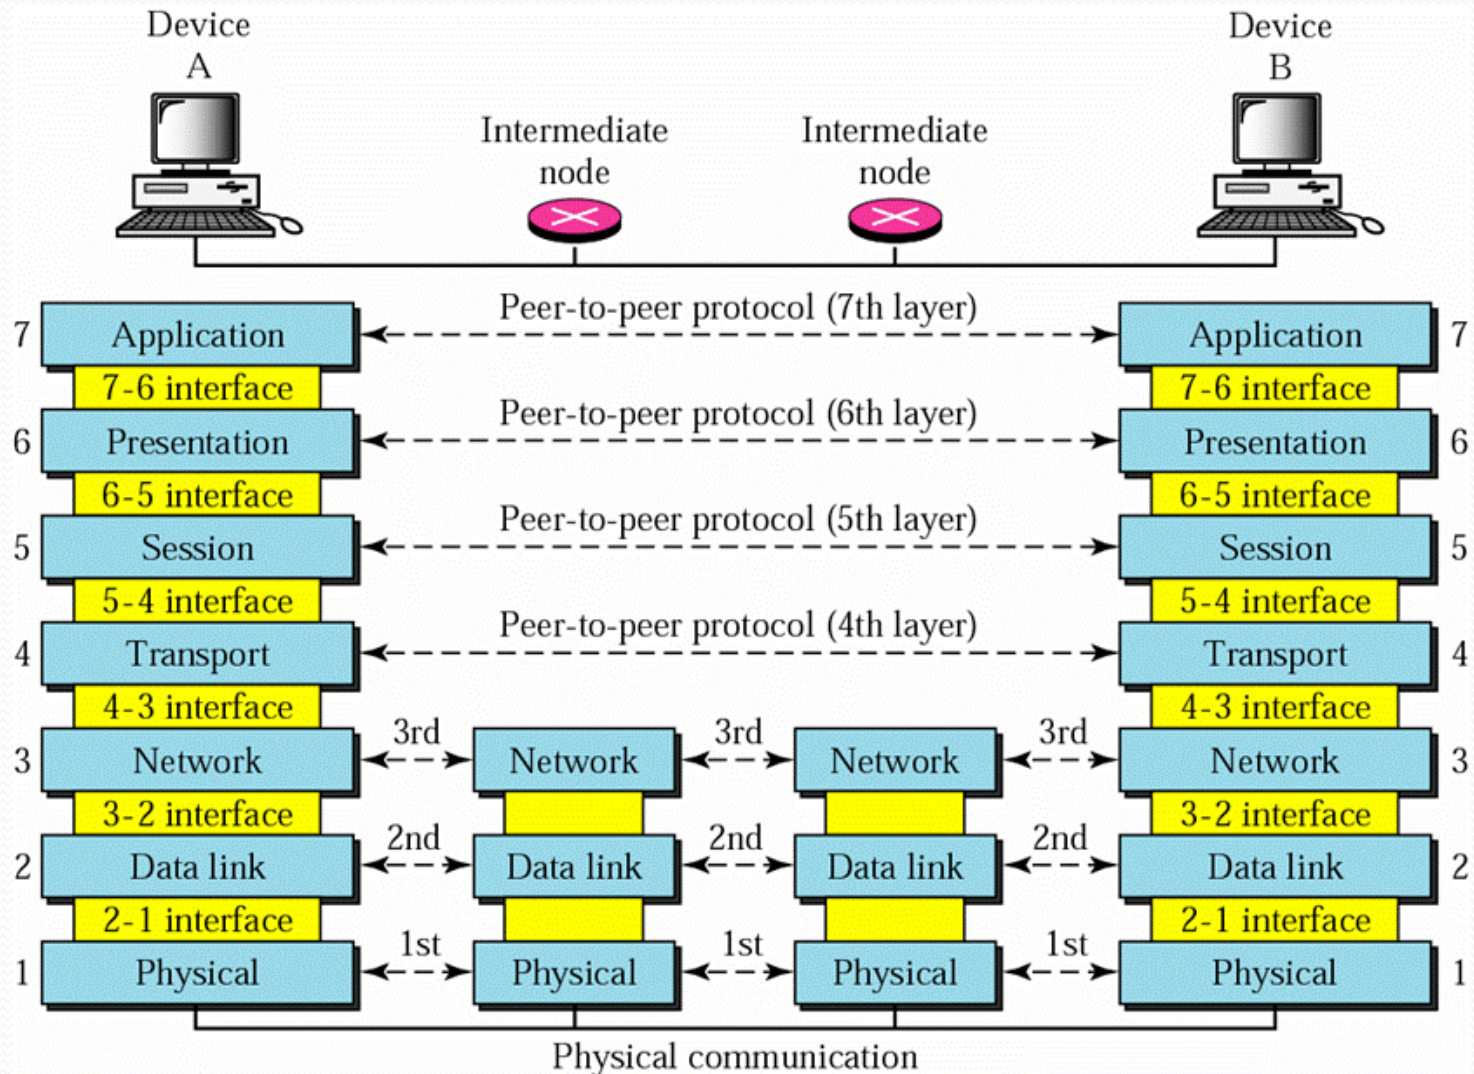 Device
A
Device
B
Intermediate
node
Intermediate
node
Peer-to-peer protocol (7th layer)
7 Application Application 7
7-6 interface 7-6 interface
Peer-to-peer protocol (6th layer)
6 Presentation Presentation 6
6-5 interface 6-5 interface
Peer-to-peer protocol (5th layer)
5 Session Session 5
5-4 interface 5-4 interface
Peer-to-peer protocol (4th layer)
4 Transport Transport 4
4-3 interface 4-3 interface
3rd 3rd 3rd
3 Network Network Network Network 3
3-2 interface 3-2 interface
2nd 2nd 2nd
2 Data link Data link Data link Data link 2
2-1 interface 2-1 interface
1st 1st 1st
1 Physical Physical Physical Physical 1
Physical communication